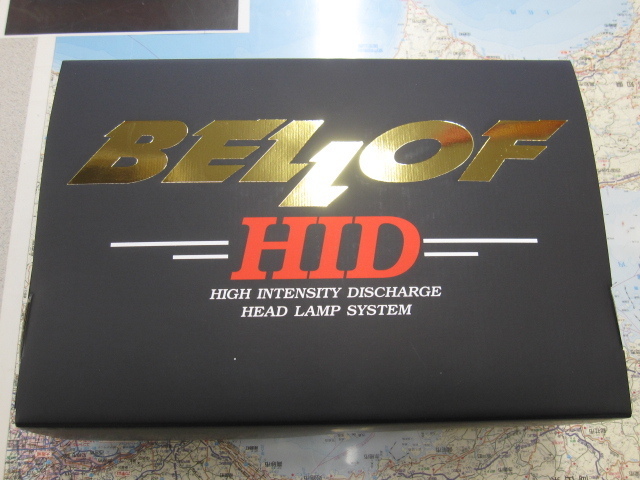 BELLOF
HID
HIGH INTENSITY DISCHARGE
HEAD LAMP SYSTEM